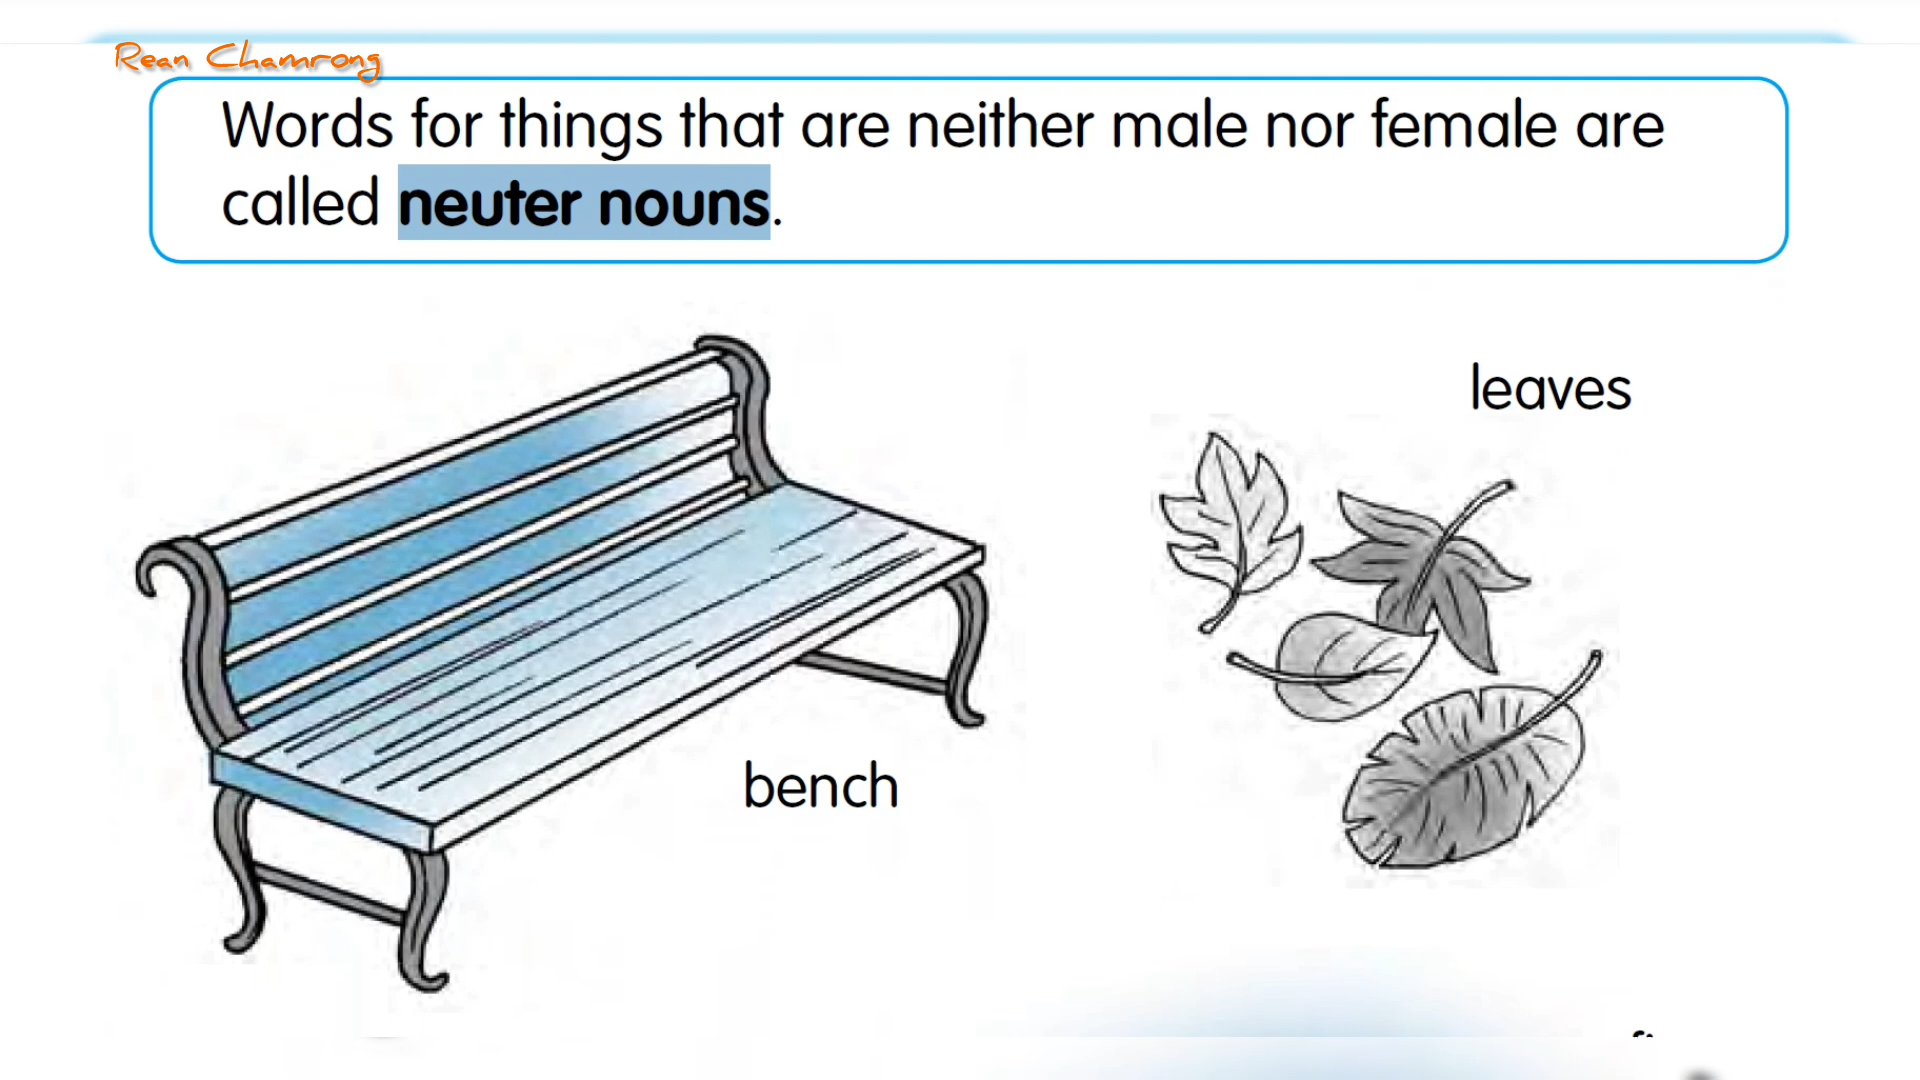 Rean Chamrong
Words for things that are neither male nor female are
called neuter nouns.
leaves
bench